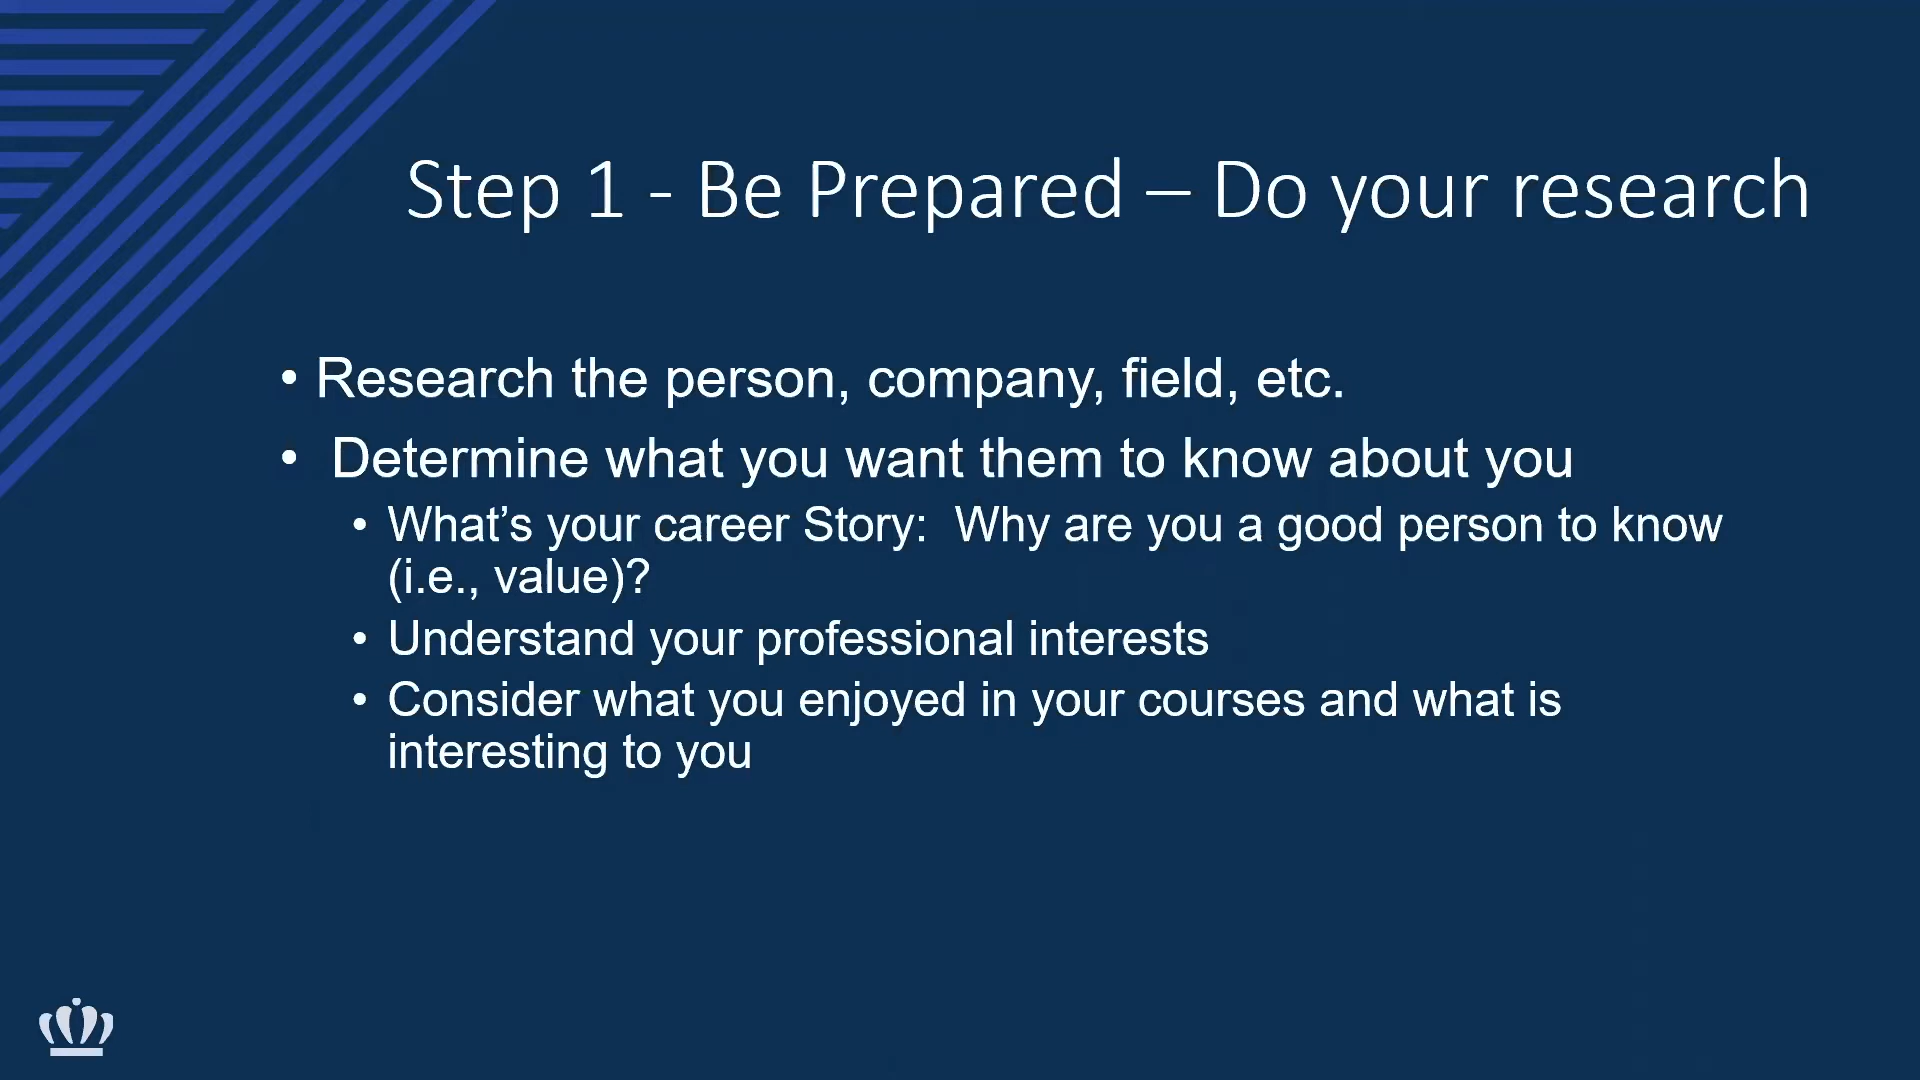 Step 1 - Be Prepared – Do your research
• Research the person, company, field, etc.
• Determine what you want them to know about you
• What’s your career Story:  Why are you a good person to know
(i.e., value)?
• Understand your professional interests
• Consider what you enjoyed in your courses and what is
interesting to you